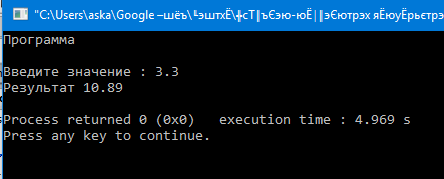 "C:\Users\aska\Google
Программа
Введите значение : 3.3
Результат 10.89
Process returned 0 (0x0)   execution time : 4.969 s
Press any key to continue.